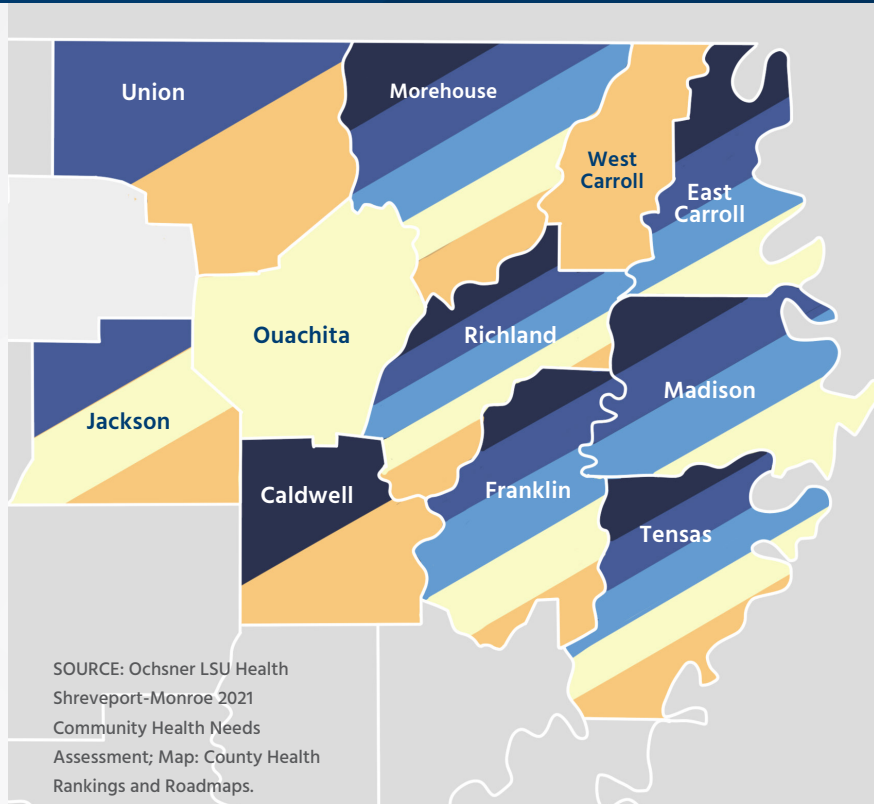 Union
Morehouse
West
Carroll
East
Carroll
Ouachita
Richland
Madison
Jackson
Caldwell
Franklin
Tensas
SOURCE: Ochsner LSU Health
Shreveport-Monroe 2021
Community Health Needs
Assessment; Map: County Health
Rankings and Roadmaps.